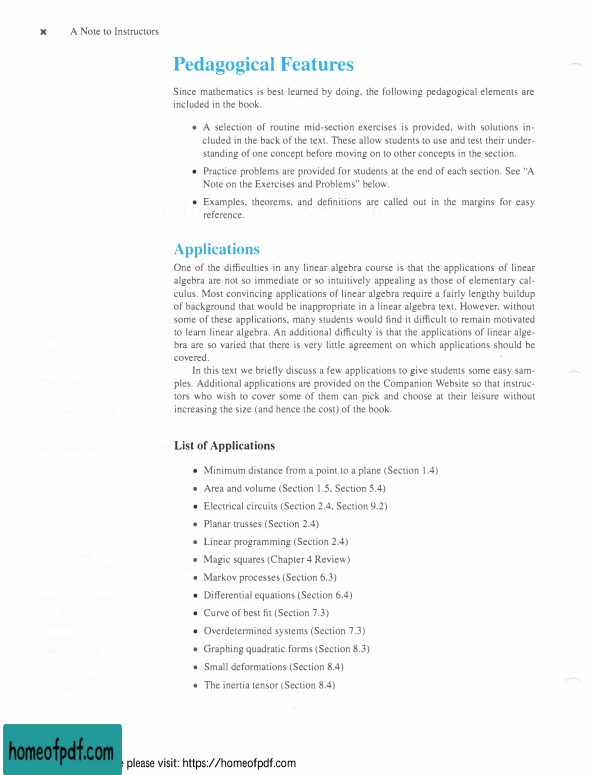 x A Note to Instructors
Pedagogical Features
Since mathematics is best learned by doing, the following pedagogical elements are
included in the book.
• A selection of routine mid-section exercises is provided, with solutions in-
cluded in the back of the text. These allow students to use and test their under-
standing of one concept before moving on to other concepts in the section.
• Practice problems are provided for students at the end of each section. See “A
Note on the Exercises and Problems” below.
• Examples, theorems, and definitions are called out in the margins for easy
reference.
Applications
One of the difficulties in any linear algebra course is that the applications of linear
algebra are not so immediate or so intuitively appealing as those of elementary cal-
culus. Most convincing applications of linear algebra require a fairly lengthy buildup
of background that would be inappropriate in a linear algebra text. However, without
some of these applications, many students would find it difficult to remain motivated
to learn linear algebra. An additional difficulty is that the applications of linear alge-
bra are so varied that there is very little agreement on which applications should be
covered.
In this text we briefly discuss a few applications to give students some easy sam-
ples. Additional applications are provided on the Companion Website so that instruc-
tors who wish to cover some of them can pick and choose at their leisure without
increasing the size (and hence the cost) of the book.
List of Applications
• Minimum distance from a point to a plane (Section 1.4)
• Area and volume (Section 1.5, Section 5.4)
• Electrical circuits (Section 2.4, Section 9.2)
• Planar trusses (Section 2.4)
• Linear programming (Section 2.4)
• Magic squares (Chapter 4 Review)
• Markov processes (Section 6.3)
• Differential equations (Section 6.4)
• Curve of best fit (Section 7.3)
• Overdetermined systems (Section 7.3)
• Graphing quadratic forms (Section 8.3)
• Small deformations (Section 8.4)
• The inertia tensor (Section 8.4)
homeofpdf.com
please visit: https://homeofpdf.com